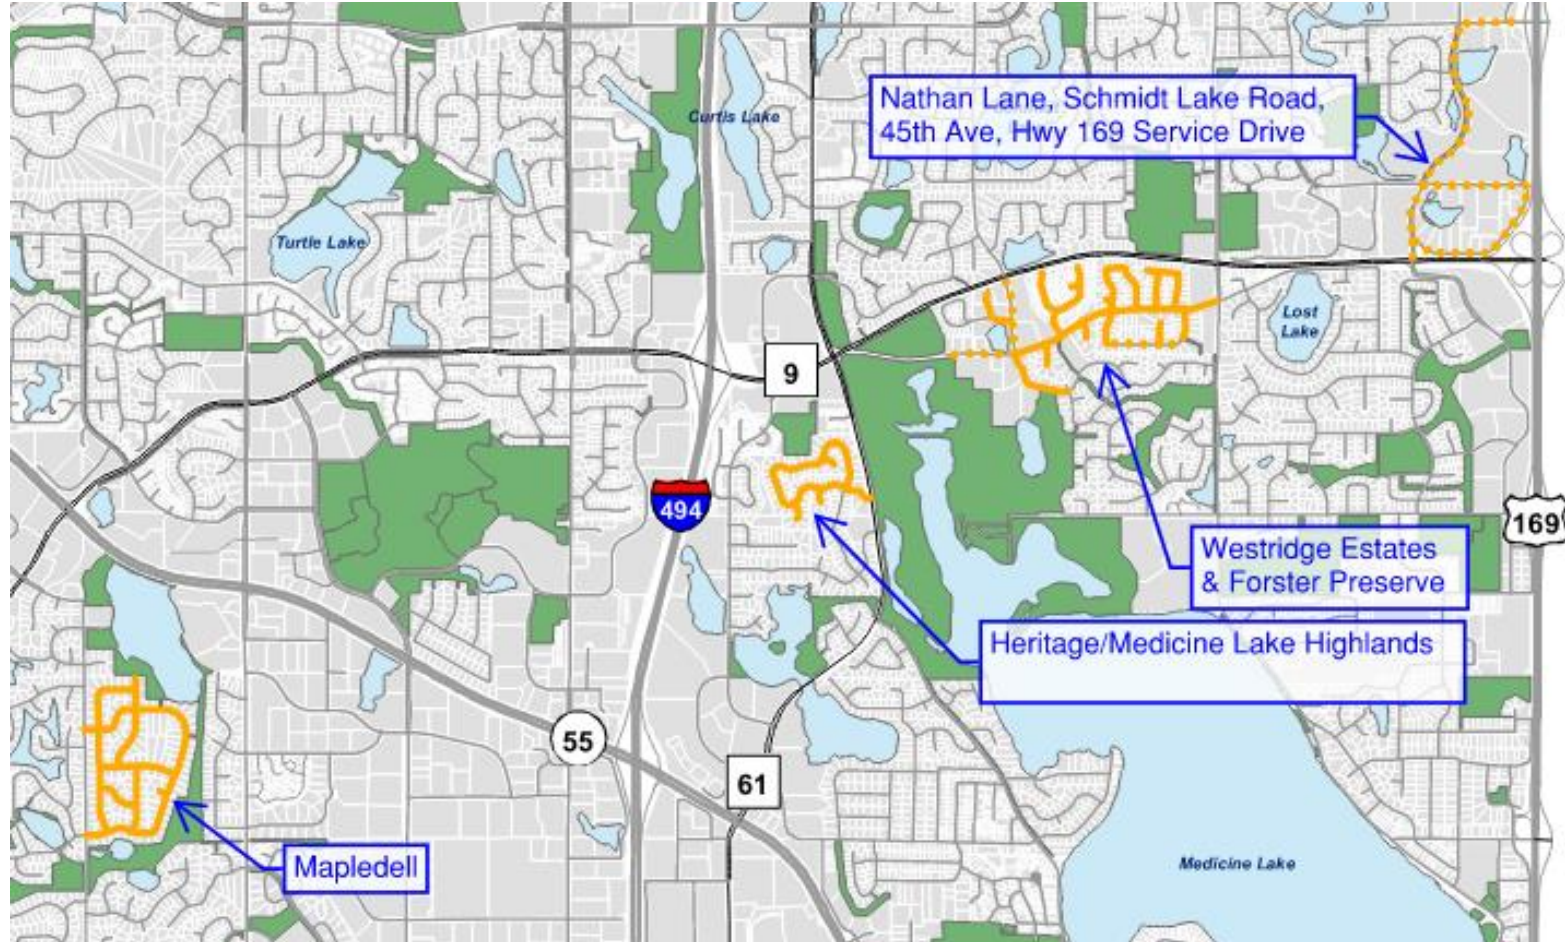 Curtis Lake
Nathan Lane, Schmidt Lake Road,
45th Ave, Hwy 169 Service Drive
Turtle Lake
Lost
Lake
9
494
169
Westridge Estates
& Forster Preserve
Heritage/Medicine Lake Highlands
55
61
Mapledell
Medicine Lake